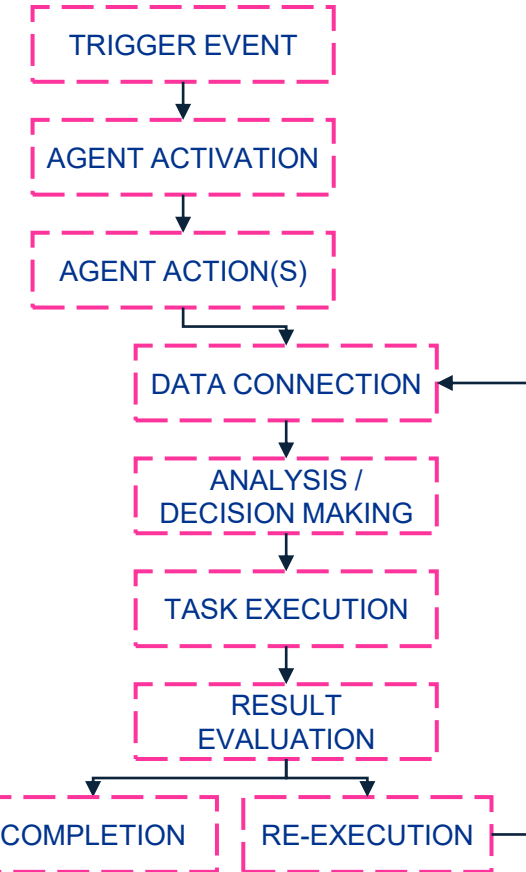 TRIGGER EVENT
AGENT ACTIVATION
AGENT ACTION(S)
DATA CONNECTION
ANALYSIS /
DECISION MAKING
TASK EXECUTION
RESULT
EVALUATION
COMPLETION
RE-EXECUTION